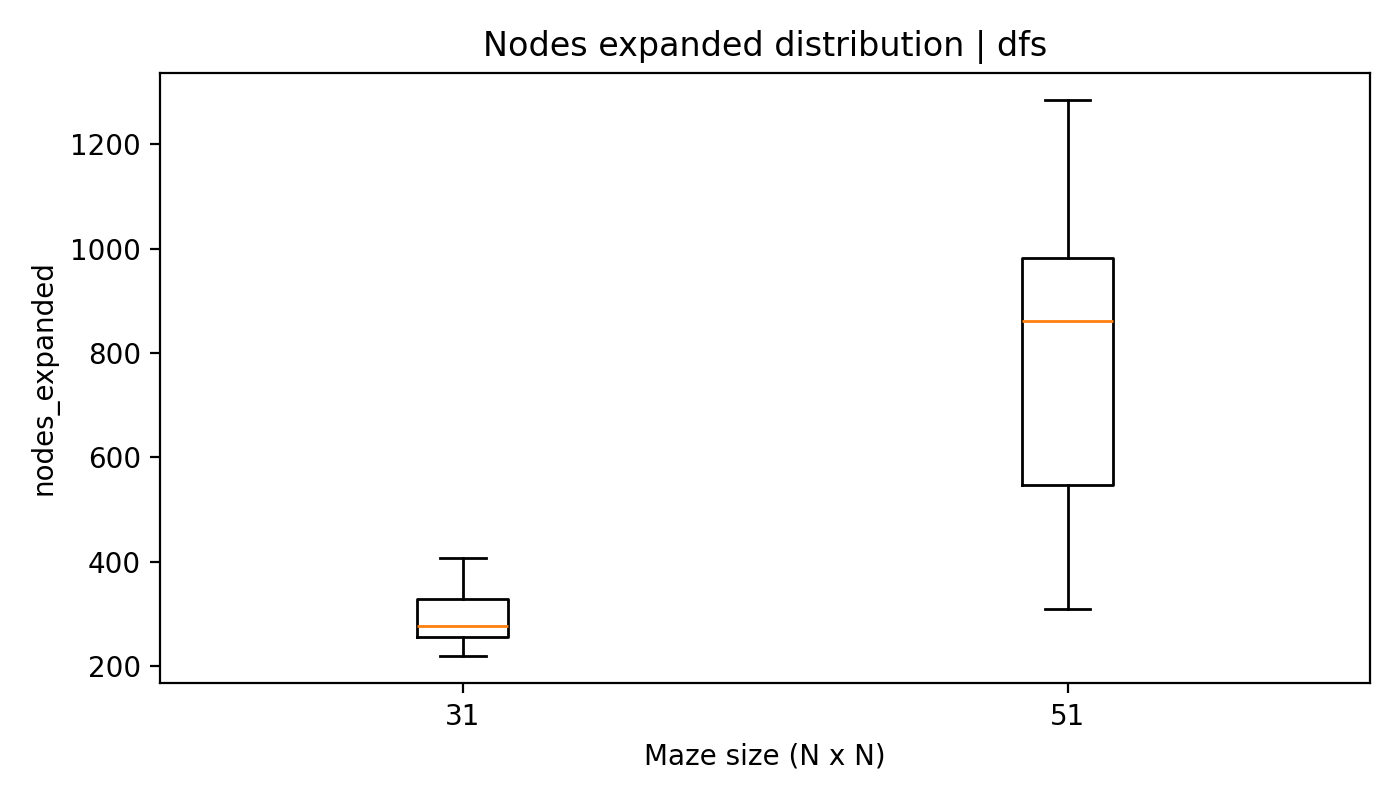 Nodes expanded distribution | dfs
nodes_expanded
1200
1000
800
600
400
200
31
51
Maze size (N x N)